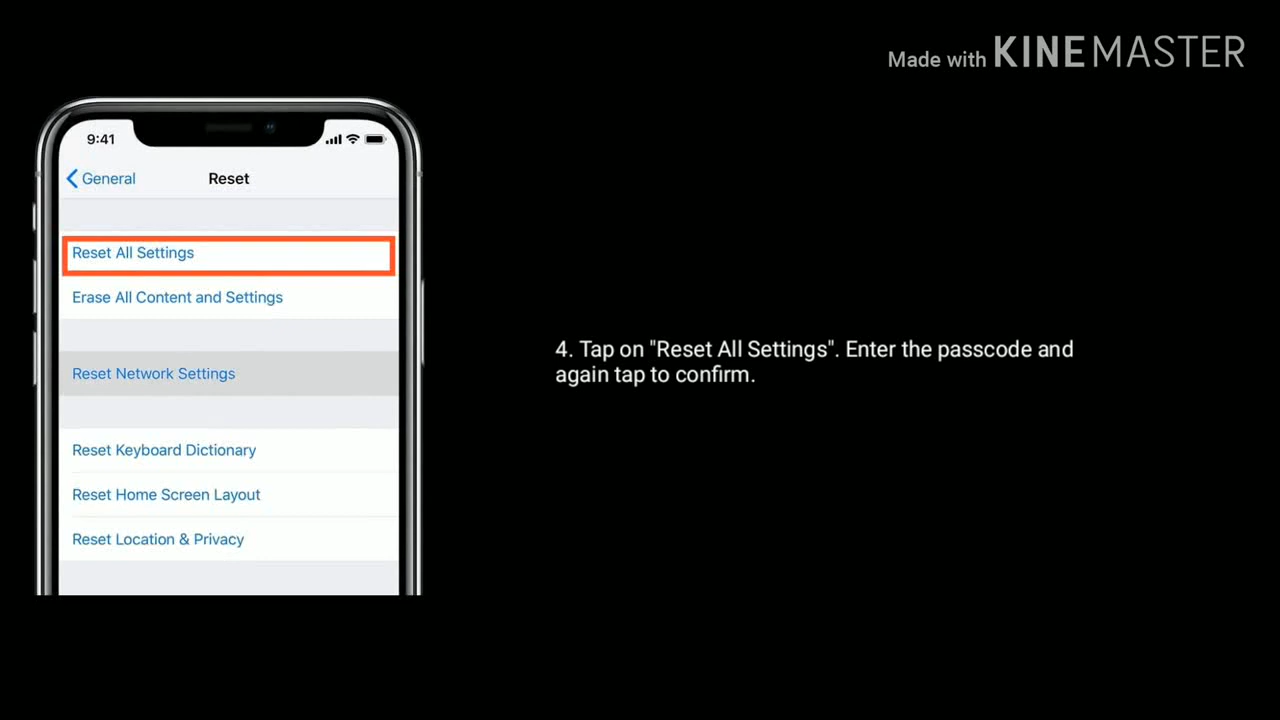 Made with KINEMASTER
9:41
General
Reset
Reset All Settings
Erase All Content and Settings
Reset Network Settings
Reset Keyboard Dictionary
Reset Home Screen Layout
Reset Location & Privacy
4. Tap on "Reset All Settings". Enter the passcode and
again tap to confirm.